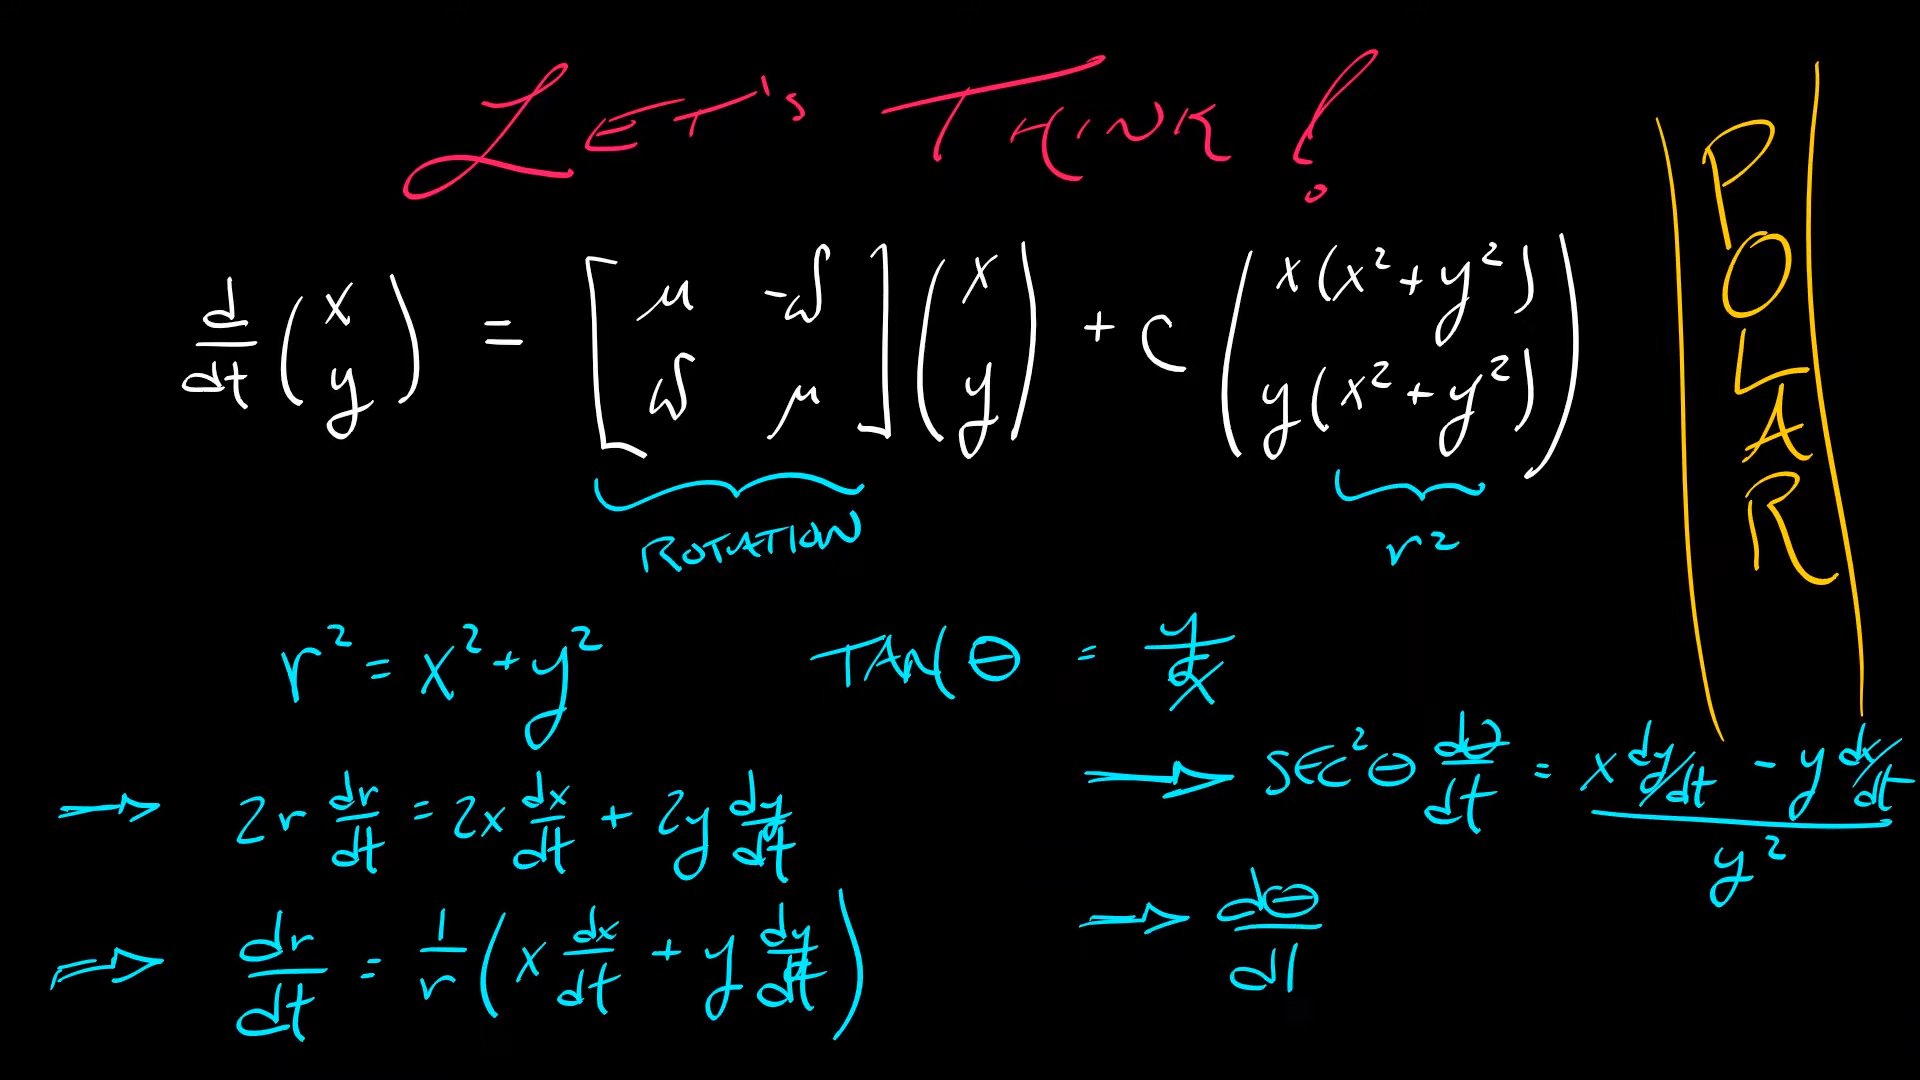 LET'S THINK!
d/dt (x y) = [μ -ω ω μ] (x y) + c (x(x²+y²) y(x²+y²))
ROTATION
r²
POLAR
r² = x² + y²
TAN θ = y/x
⇒ 2r dr/dt = 2x dx/dt + 2y dy/dt
⇒ SEC²θ dθ/dt = (x dy/dt - y dx/dt) / y²
⇒ dr/dt = 1/r (x dx/dt + y dy/dt)
⇒ dθ/d